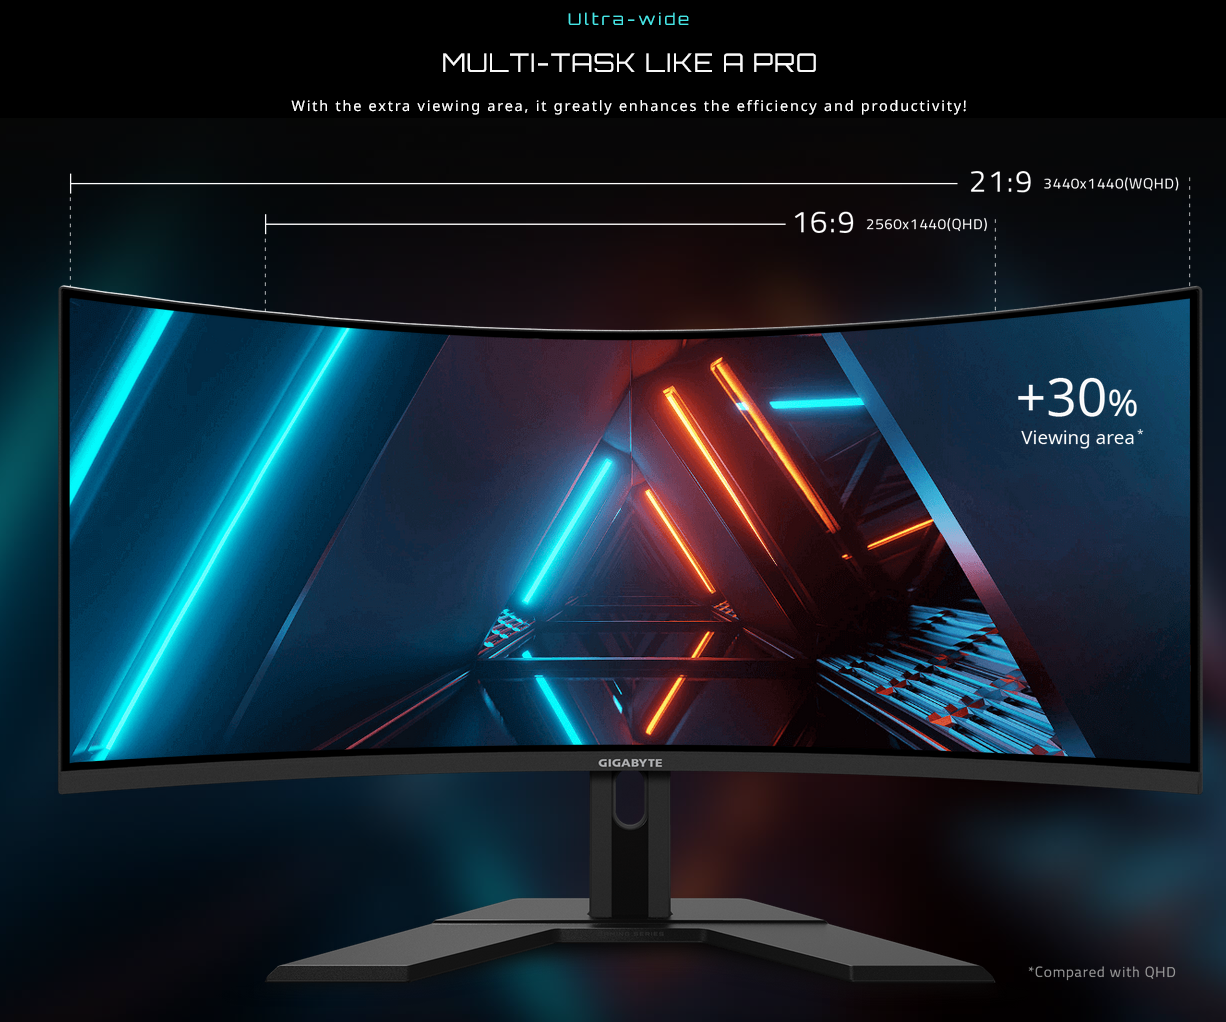 Ultra-wide
MULTI-TASK LIKE A PRO
With the extra viewing area, it greatly enhances the efficiency and productivity!
21:9 3440x1440(WQHD)
16:9 2560x1440(QHD)
+30%
Viewing area*
GIGABYTE
*Compared with QHD